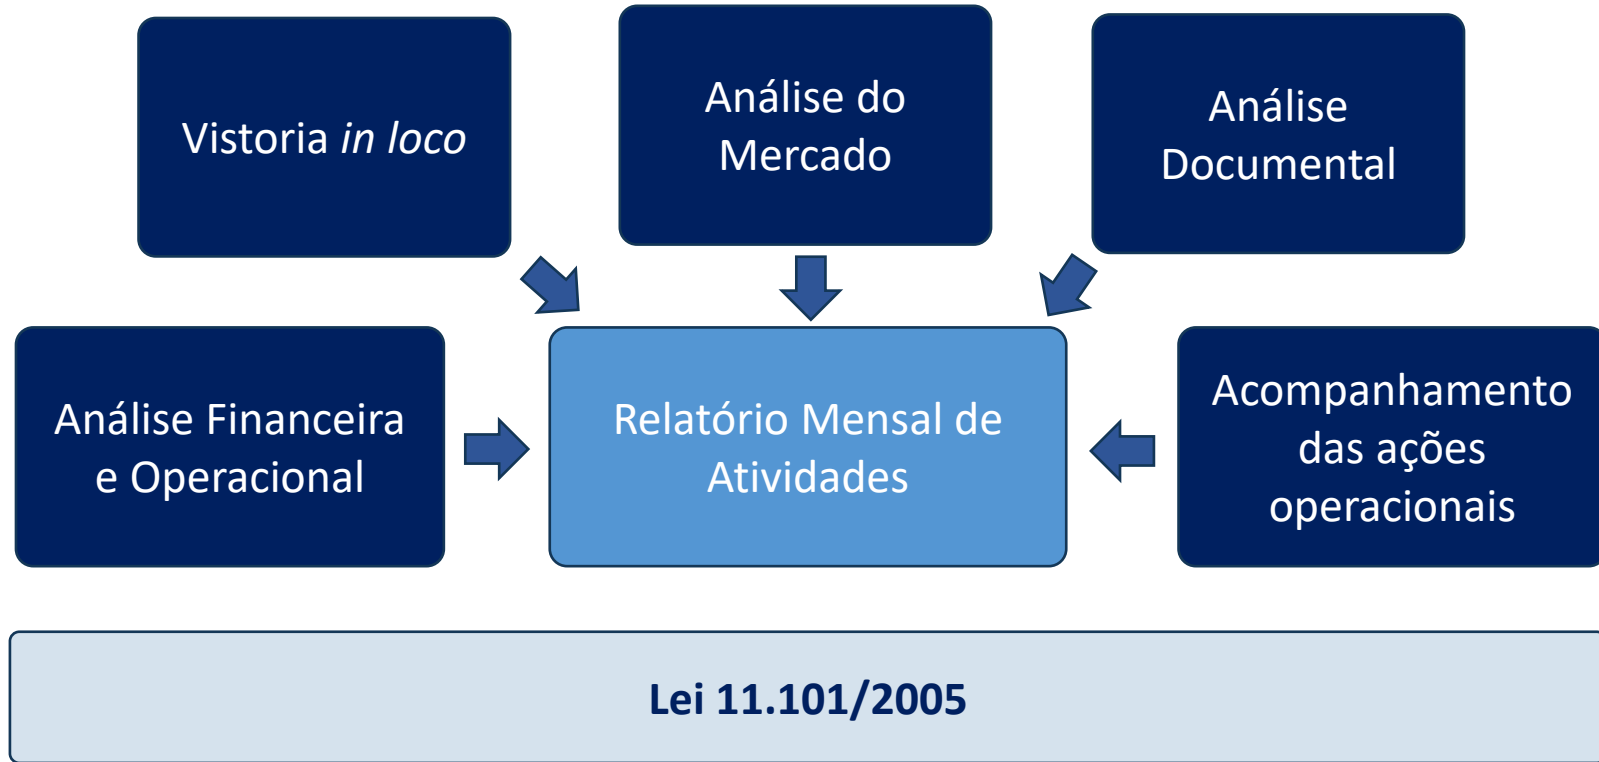 Vistoria in loco
Análise do
Mercado
Análise
Documental
Análise Financeira
e Operacional
Relatório Mensal de
Atividades
Acompanhamento
das ações
operacionais
Lei 11.101/2005